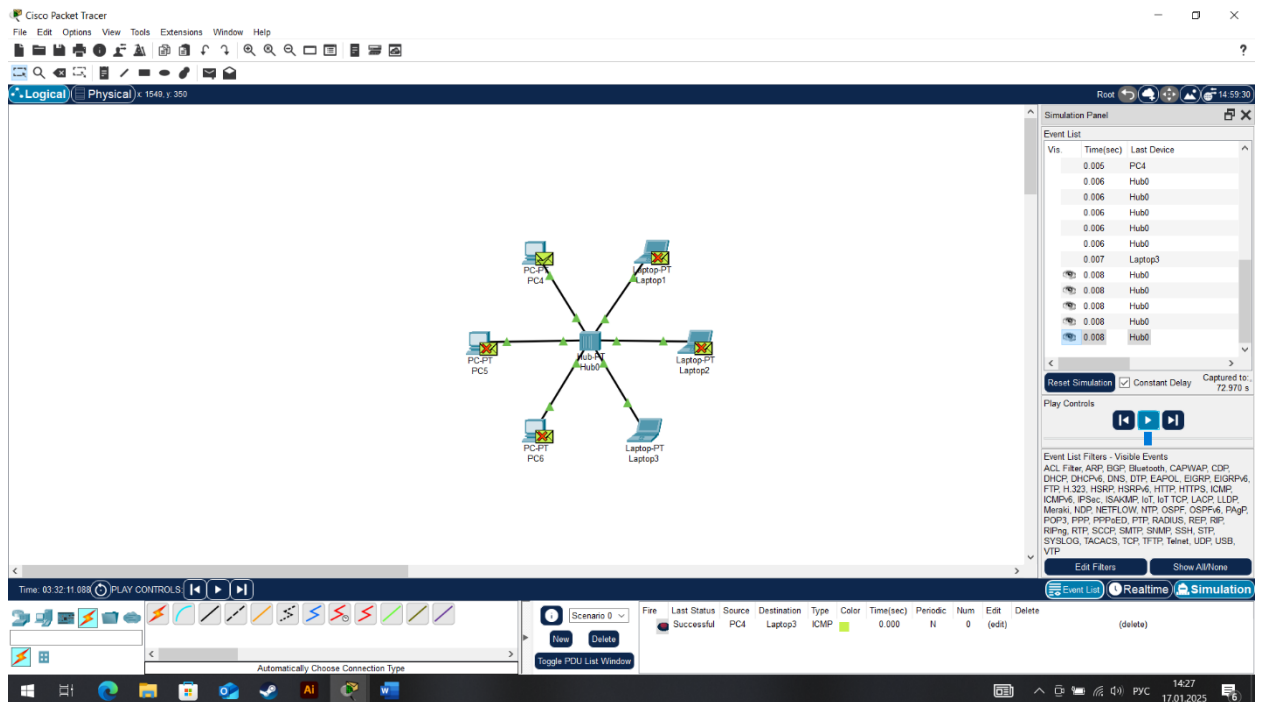 Cisco Packet Tracer
File Edit Options View Tools Extensions Window Help
?
Logical Physical x: 1549, y: 350
Root 14:59:30
Simulation Panel
Event List
Vis. Time(sec) Last Device
0.005 PC4
0.006 Hub0
0.006 Hub0
0.006 Hub0
0.006 Hub0
0.006 Hub0
0.007 Laptop3
0.008 Hub0
0.008 Hub0
0.008 Hub0
0.008 Hub0
0.008 Hub0
Reset Simulation Constant Delay Captured to:
72.970 s
Play Controls
Event List Filters - Visible Events
ACL Filter, ARP, BGP, Bluetooth, CAPWAP, CDP,
DHCP, DHCPv6, DNS, DTP, EAPOL, EIGRP, EIGRPv6,
FTP, H.323, HSRP, HSRPv6, HTTP, HTTPS, ICMP,
ICMPv6, IPSec, ISAKMP, IoT, IoT TCP, LACP, LLDP,
Meraki, NDP, NETFLOW, NTP, OSPF, OSPFv6, PAgP,
POP3, PPP, PPPoED, PTP, RADIUS, REP, RIP,
RIPng, RTP, SCCP, SMTP, SNMP, SSH, STP,
SYSLOG, TACACS, TCP, TFTP, Telnet, UDP, USB,
VTP
Edit Filters Show All/None
PC-PT
PC4
Laptop-PT
Laptop1
PC-PT
PC5
Hub-PT
Hub0
Laptop-PT
Laptop2
PC-PT
PC6
Laptop-PT
Laptop3
Time: 03:32:11.088 PLAY CONTROLS:
Event List Realtime Simulation
Automatically Choose Connection Type
Scenario 0
New Delete
Toggle PDU List Window
Fire Last Status Source Destination Type Color Time(sec) Periodic Num Edit Delete
Successful PC4 Laptop3 ICMP 0.000 N 0 (edit) (delete)
Ai
W
РУС
14:27
17.01.2025
6